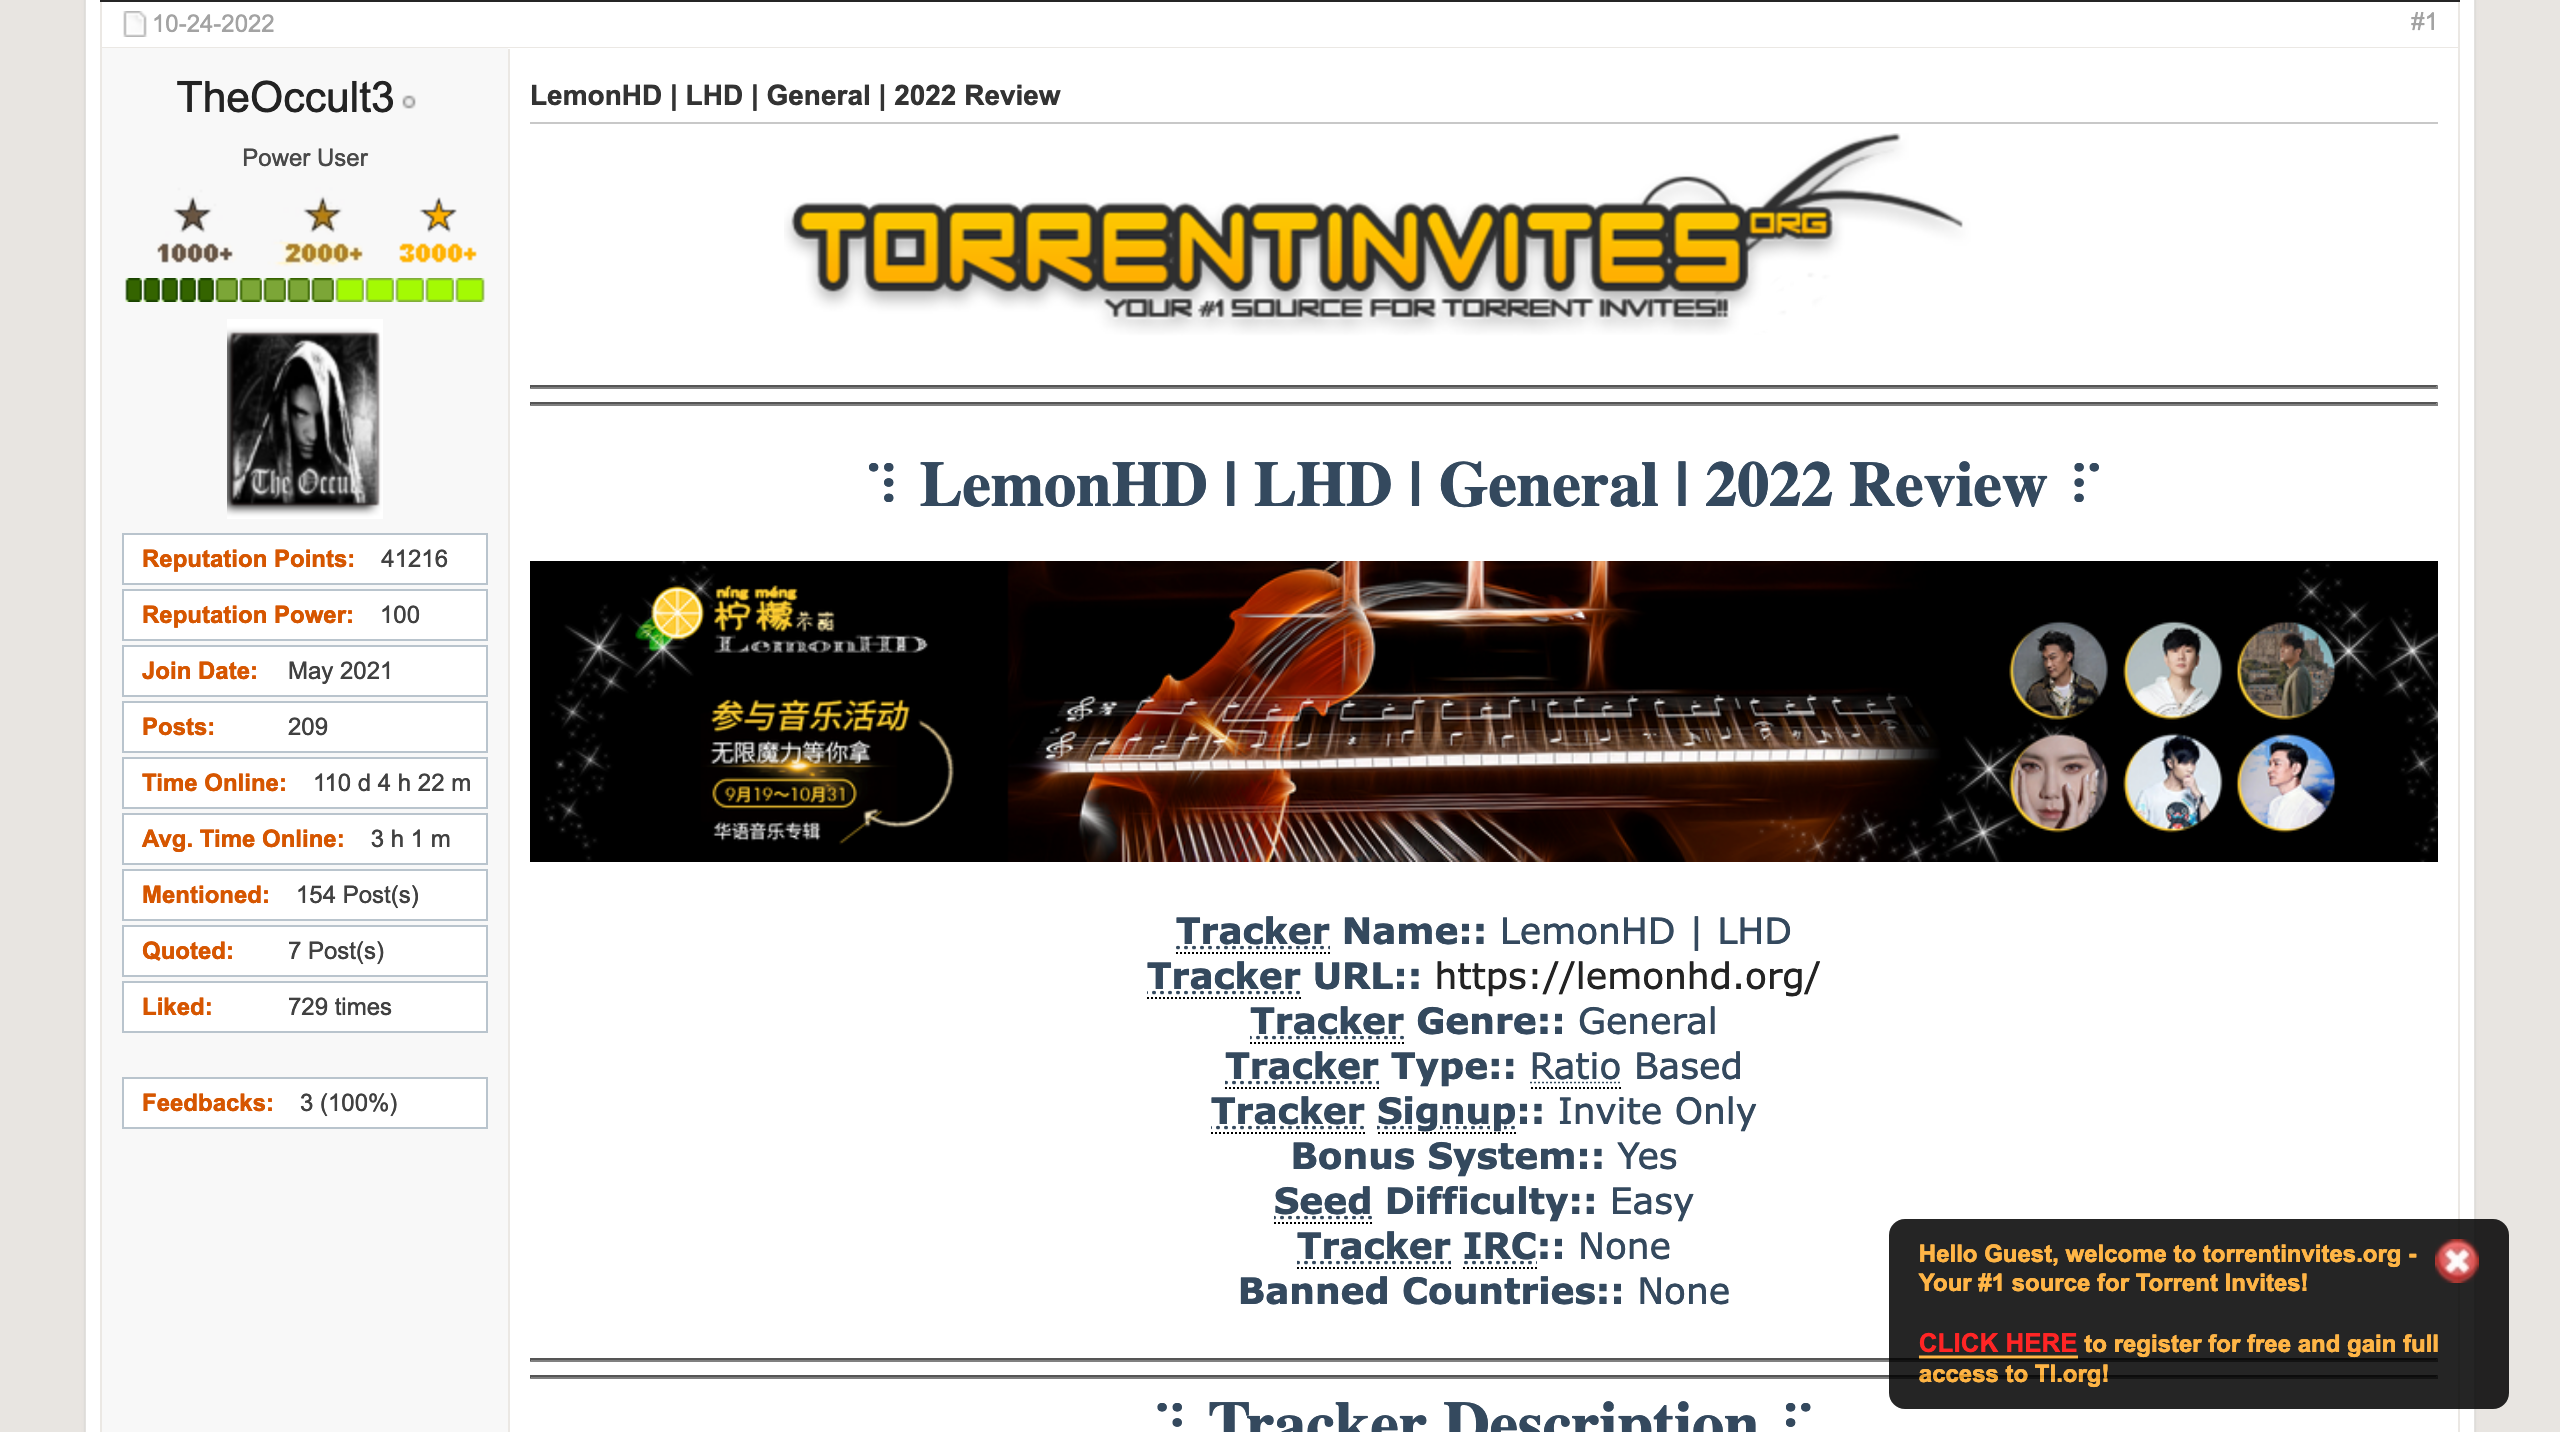 10-24-2022
#1
TheOccult3
Power User
1000+ 2000+ 3000+
The Occult
Reputation Points: 41216
Reputation Power: 100
Join Date: May 2021
Posts: 209
Time Online: 110 d 4 h 22 m
Avg. Time Online: 3 h 1 m
Mentioned: 154 Post(s)
Quoted: 7 Post(s)
Liked: 729 times
Feedbacks: 3 (100%)
LemonHD | LHD | General | 2022 Review
TORRENTINVITES ORG
YOUR #1 SOURCE FOR TORRENT INVITES!!
LemonHD | LHD | General | 2022 Review
níng méng
柠檬
LemonHD
参与音乐活动
无限魔力等你拿
9月19~10月31
华语音乐专辑
Tracker Name:: LemonHD | LHD
Tracker URL:: https://lemonhd.org/
Tracker Genre:: General
Tracker Type:: Ratio Based
Tracker Signup:: Invite Only
Bonus System:: Yes
Seed Difficulty:: Easy
Tracker IRC:: None
Banned Countries:: None
Tracker Description
Hello Guest, welcome to torrentinvites.org -
Your #1 source for Torrent Invites!
CLICK HERE to register for free and gain full
access to TI.org!